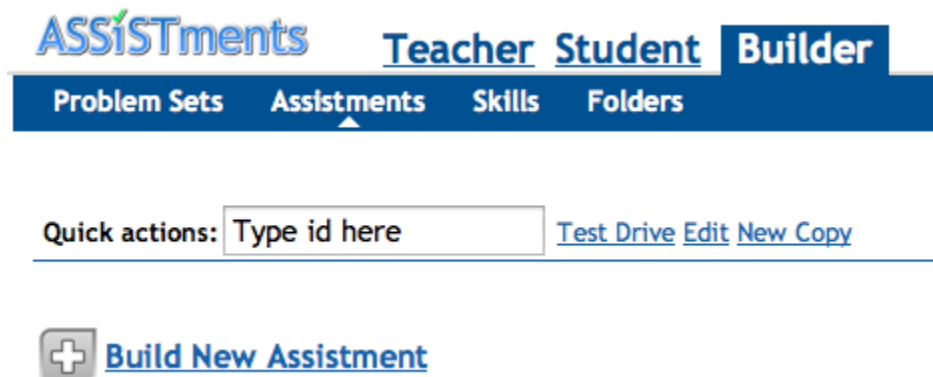 ASSiSTments Teacher Student Builder
Problem Sets Assistments Skills Folders
Quick actions: Type id here Test Drive Edit New Copy
Build New Assistment